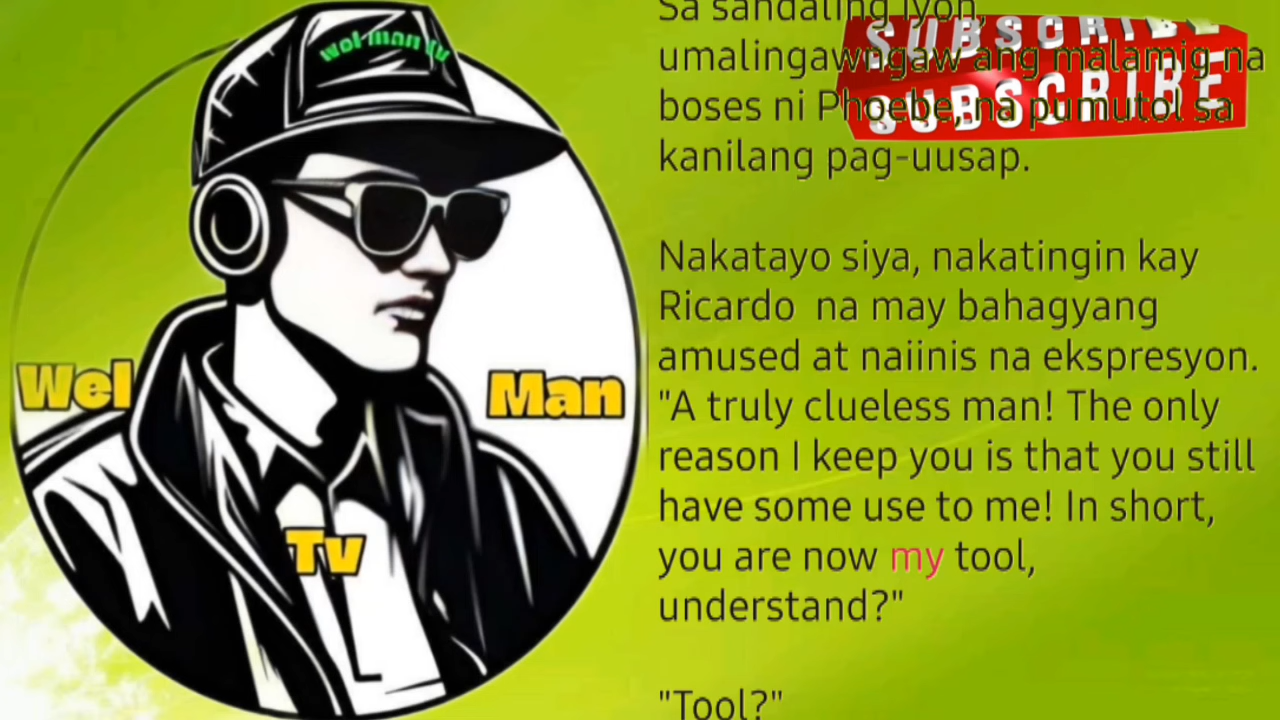 wel man tv
Wel
Man
Tv
SUBSCRIBE
SUBSCRIBE
Sa sandaling iyon,
umalingawngaw ang malamig na
boses ni Phoebe, na pumutol sa
kanilang pag-uusap.
Nakatayo siya, nakatingin kay
Ricardo na may bahagyang
amused at naiinis na ekspresyon.
"A truly clueless man! The only
reason I keep you is that you still
have some use to me! In short,
you are now my tool,
understand?"
"Tool?"